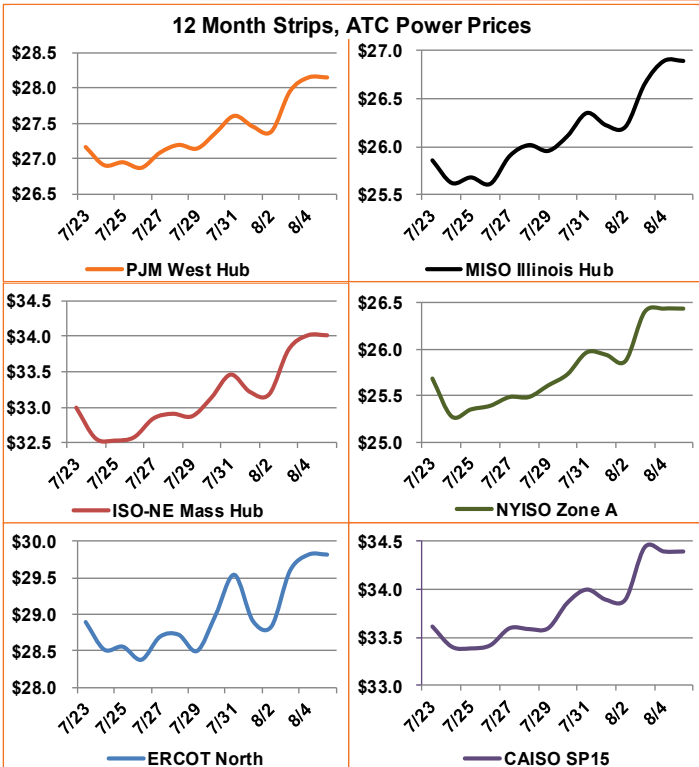 12 Month Strips, ATC Power Prices
$28.5
$28.0
$27.5
$27.0
$26.5
7/23 7/25 7/27 7/29 7/31 8/2 8/4
PJM West Hub
$27.0
$26.5
$26.0
$25.5
7/23 7/25 7/27 7/29 7/31 8/2 8/4
MISO Illinois Hub
$34.5
$34.0
$33.5
$33.0
$32.5
7/23 7/25 7/27 7/29 7/31 8/2 8/4
ISO-NE Mass Hub
$26.5
$26.0
$25.5
$25.0
7/23 7/25 7/27 7/29 7/31 8/2 8/4
NYISO Zone A
$30.0
$29.5
$29.0
$28.5
$28.0
7/23 7/25 7/27 7/29 7/31 8/2 8/4
ERCOT North
$34.5
$34.0
$33.5
$33.0
7/23 7/25 7/27 7/29 7/31 8/2 8/4
CAISO SP15